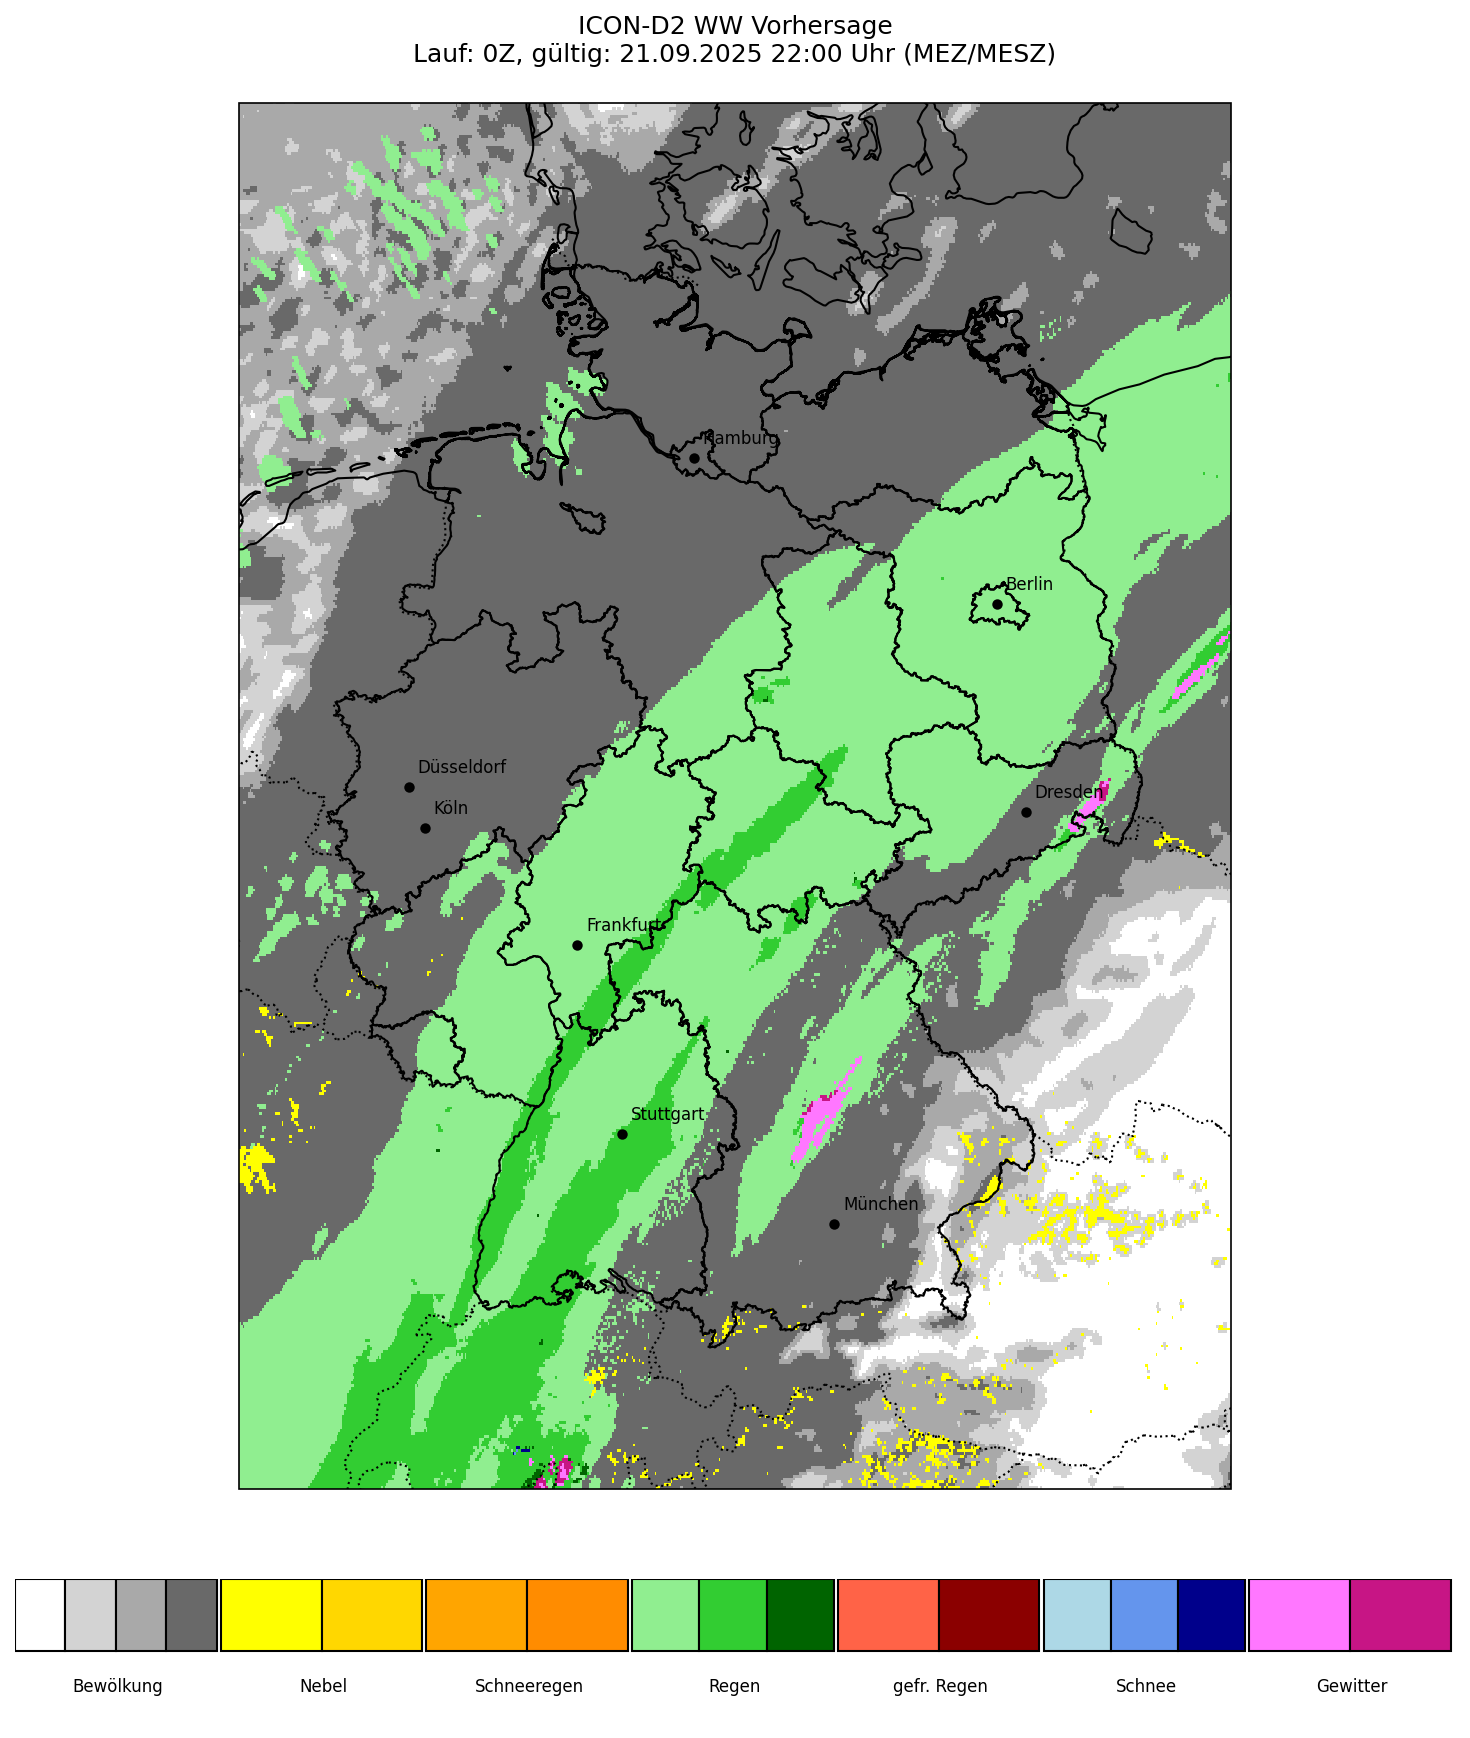 ICON-D2 WW Vorhersage
Lauf: 0Z, gültig: 21.09.2025 22:00 Uhr (MEZ/MESZ)
Hamburg
Berlin
Düsseldorf
Köln
Dresden
Frankfurt
Stuttgart
München
Bewölkung
Nebel
Schneeregen
Regen
gefr. Regen
Schnee
Gewitter